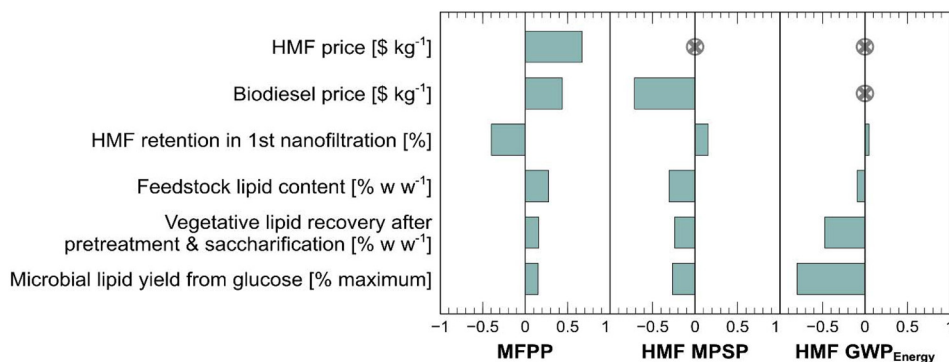 HMF price [$ kg⁻¹]
Biodiesel price [$ kg⁻¹]
HMF retention in 1st nanofiltration [%]
Feedstock lipid content [% w w⁻¹]
Vegetative lipid recovery after
pretreatment & saccharification [% w w⁻¹]
Microbial lipid yield from glucose [% maximum]
−1 −0.5 0 0.5 1 −0.5 0 0.5 1 −0.5 0 0.5 1
MFPP HMF MPSP HMF GWP_Energy